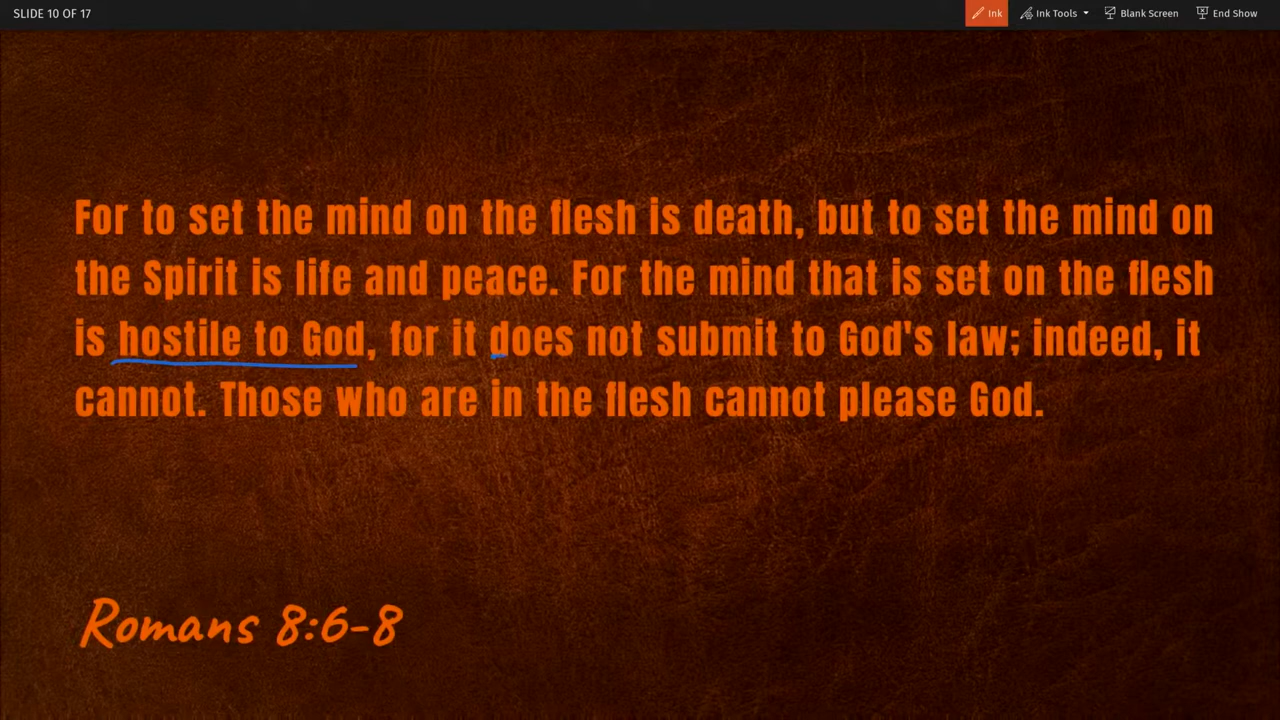 SLIDE 10 OF 17
Ink
Ink Tools
Blank Screen
End Show
For to set the mind on the flesh is death, but to set the mind on
the Spirit is life and peace. For the mind that is set on the flesh
is hostile to God, for it does not submit to God's law; indeed, it
cannot. Those who are in the flesh cannot please God.
Romans 8:6-8